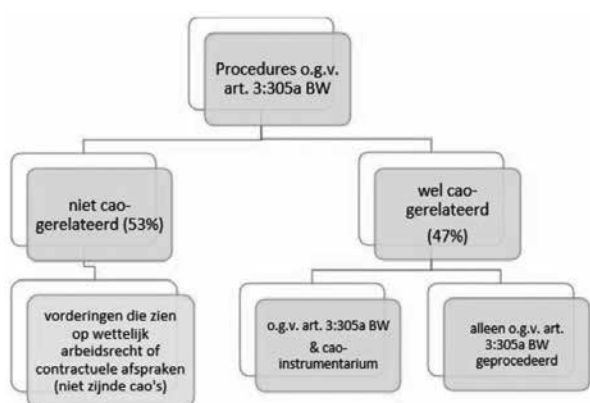 Procedures o.g.v.
art. 3:305a BW
niet cao-
gerelateerd (53%)
wel cao-
gerelateerd
(47%)
vorderingen die zien
op wettelijk
arbeidsrecht of
contractuele afspraken
(niet zijnde cao's)
o.g.v. art. 3:305a BW
& cao-
instrumentarium
alleen o.g.v. art.
3:305a BW
geprocedeerd